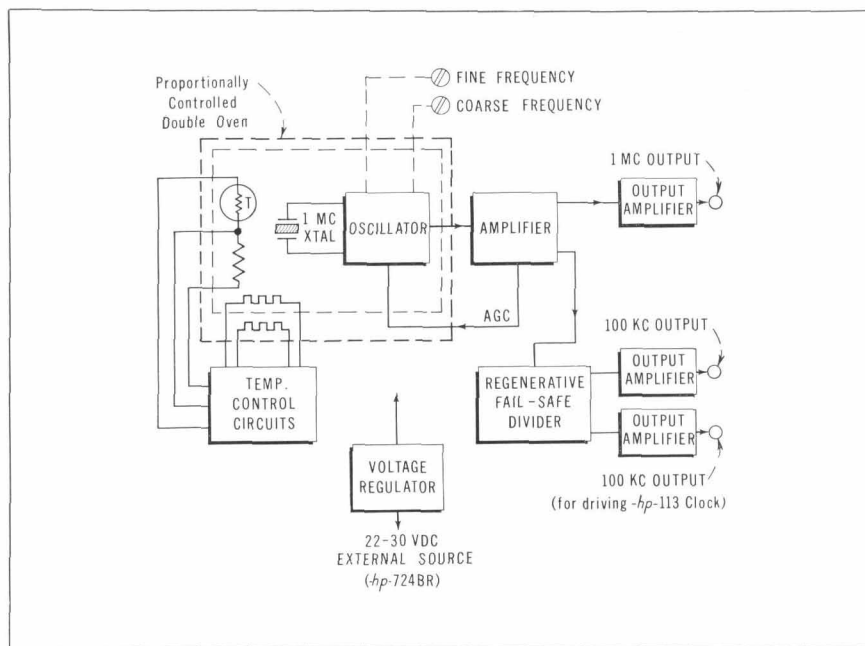 Proportionally
Controlled
Double Oven
FINE FREQUENCY
COARSE FREQUENCY
T
1 MC
XTAL
OSCILLATOR
AMPLIFIER
AGC
1 MC OUTPUT
OUTPUT
AMPLIFIER
TEMP.
CONTROL
CIRCUITS
REGENERATIVE
FAIL-SAFE
DIVIDER
100 KC OUTPUT
OUTPUT
AMPLIFIER
OUTPUT
AMPLIFIER
100 KC OUTPUT
(for driving -hp-113 Clock)
VOLTAGE
REGULATOR
22-30 VDC
EXTERNAL SOURCE
(-hp-724BR)